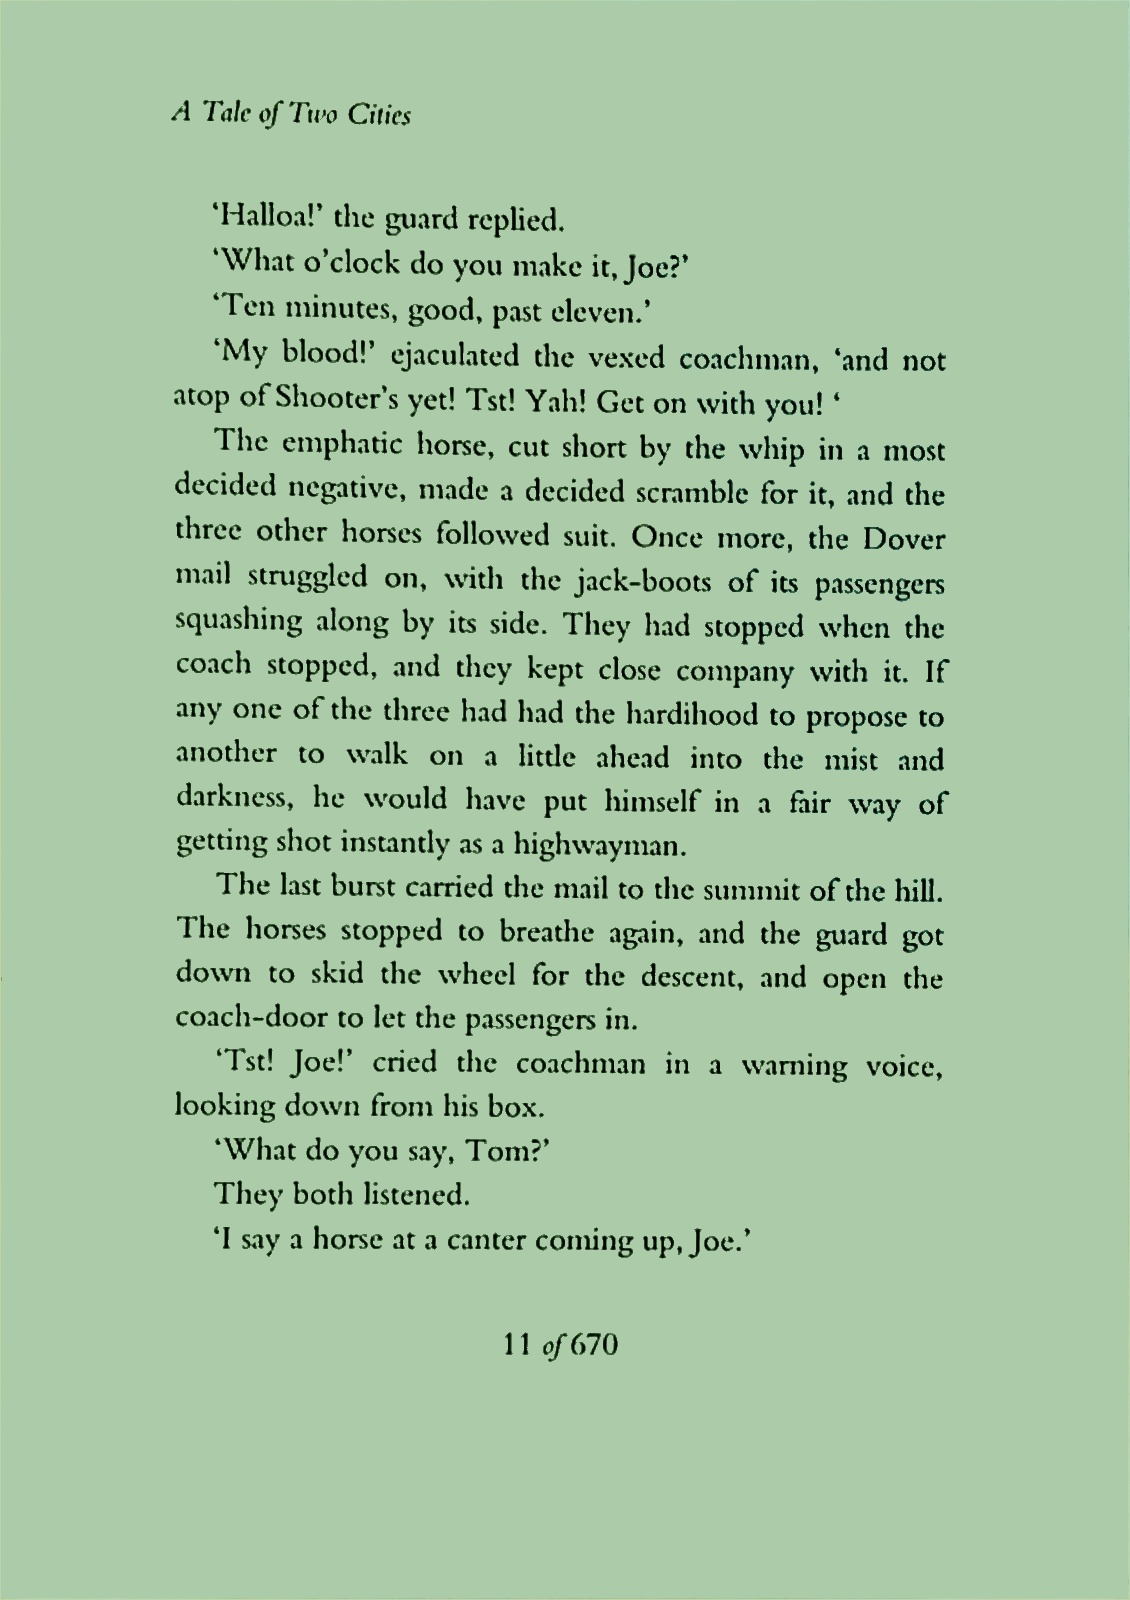 A Tale of Two Cities
‘Halloa!’ the guard replied.
‘What o’clock do you make it, Joe?’
‘Ten minutes, good, past eleven.’
‘My blood!’ ejaculated the vexed coachman, ‘and not
atop of Shooter’s yet! Tst! Yah! Get on with you! ‘
The emphatic horse, cut short by the whip in a most
decided negative, made a decided scramble for it, and the
three other horses followed suit. Once more, the Dover
mail struggled on, with the jack-boots of its passengers
squashing along by its side. They had stopped when the
coach stopped, and they kept close company with it. If
any one of the three had had the hardihood to propose to
another to walk on a little ahead into the mist and
darkness, he would have put himself in a fair way of
getting shot instantly as a highwayman.
The last burst carried the mail to the summit of the hill.
The horses stopped to breathe again, and the guard got
down to skid the wheel for the descent, and open the
coach-door to let the passengers in.
‘Tst! Joe!’ cried the coachman in a warning voice,
looking down from his box.
‘What do you say, Tom?’
They both listened.
‘I say a horse at a canter coming up, Joe.’
11 of 670